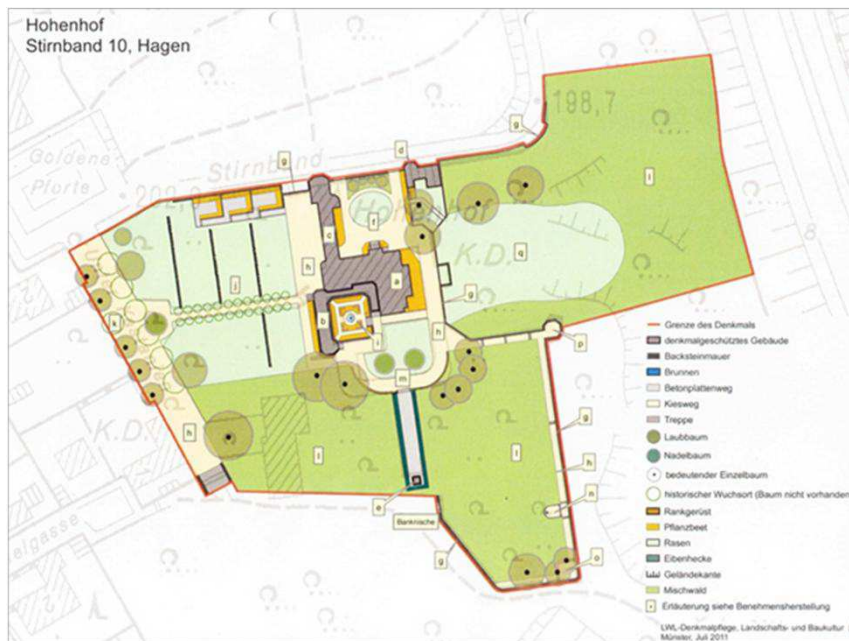 Hohenhof
Stirnband 10, Hagen
198,7
g
d
g
Goldene
Pforte
Stirnband
l
f
Hohenhof
c
q
K.D.
j
h
a
g
k
b
h
i
p
m
K.D.
h
l
l
g
h
e
n
Banknische
g
o
8
Grenze des Denkmals
denkmalgeschütztes Gebäude
Backsteinmauer
Brunnen
Betonplattenweg
Kiesweg
Treppe
Laubbaum
Nadelbaum
bedeutender Einzelbaum
historischer Wuchsort (Baum nicht vorhanden
Rankgerüst
Pflanzbeet
Rasen
Eibenhecke
Geländekante
Mischwald
Erläuterung siehe Benehmensherstellung
LWL-Denkmalpflege, Landschafts- und Baukultur
Münster, Juli 2011